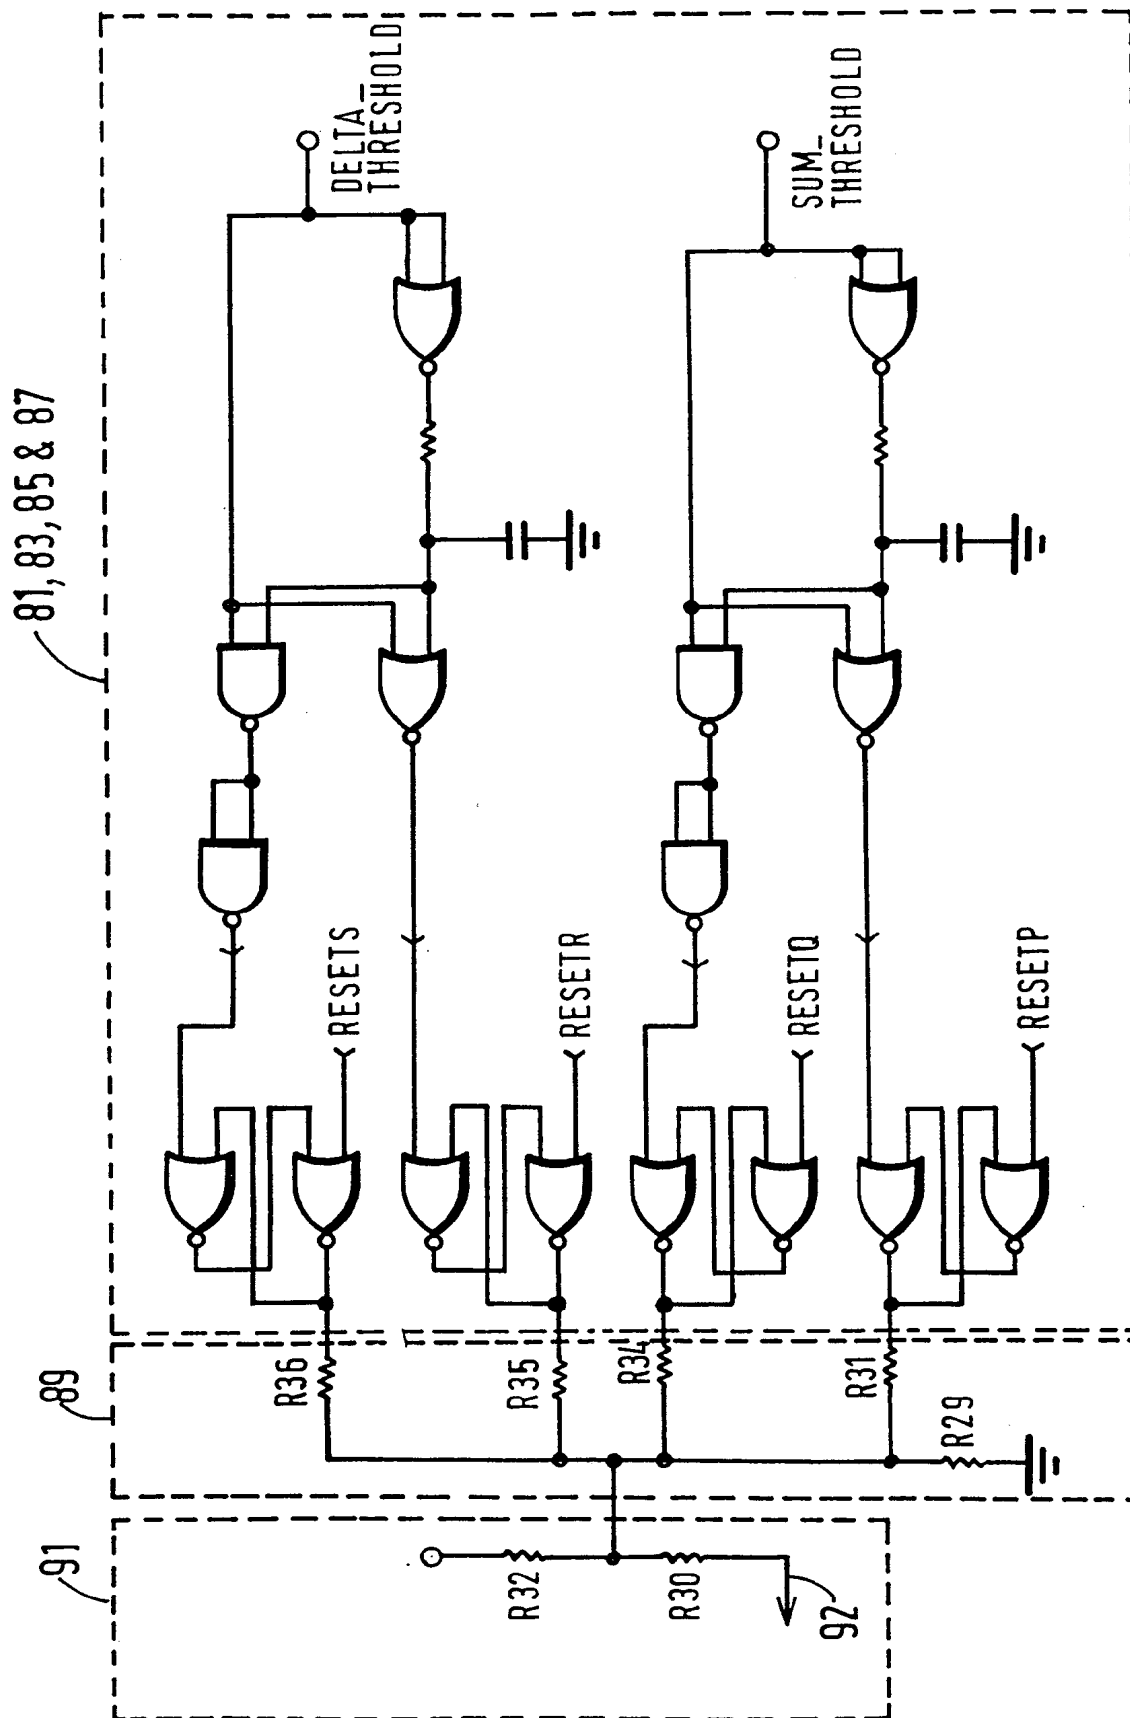 81, 83, 85 & 87
DELTA_
THRESHOLD
SUM_
THRESHOLD
RESETS
RESETR
RESETQ
RESETP
89
R36
R35
R34
R31
R29
91
R32
R30
92